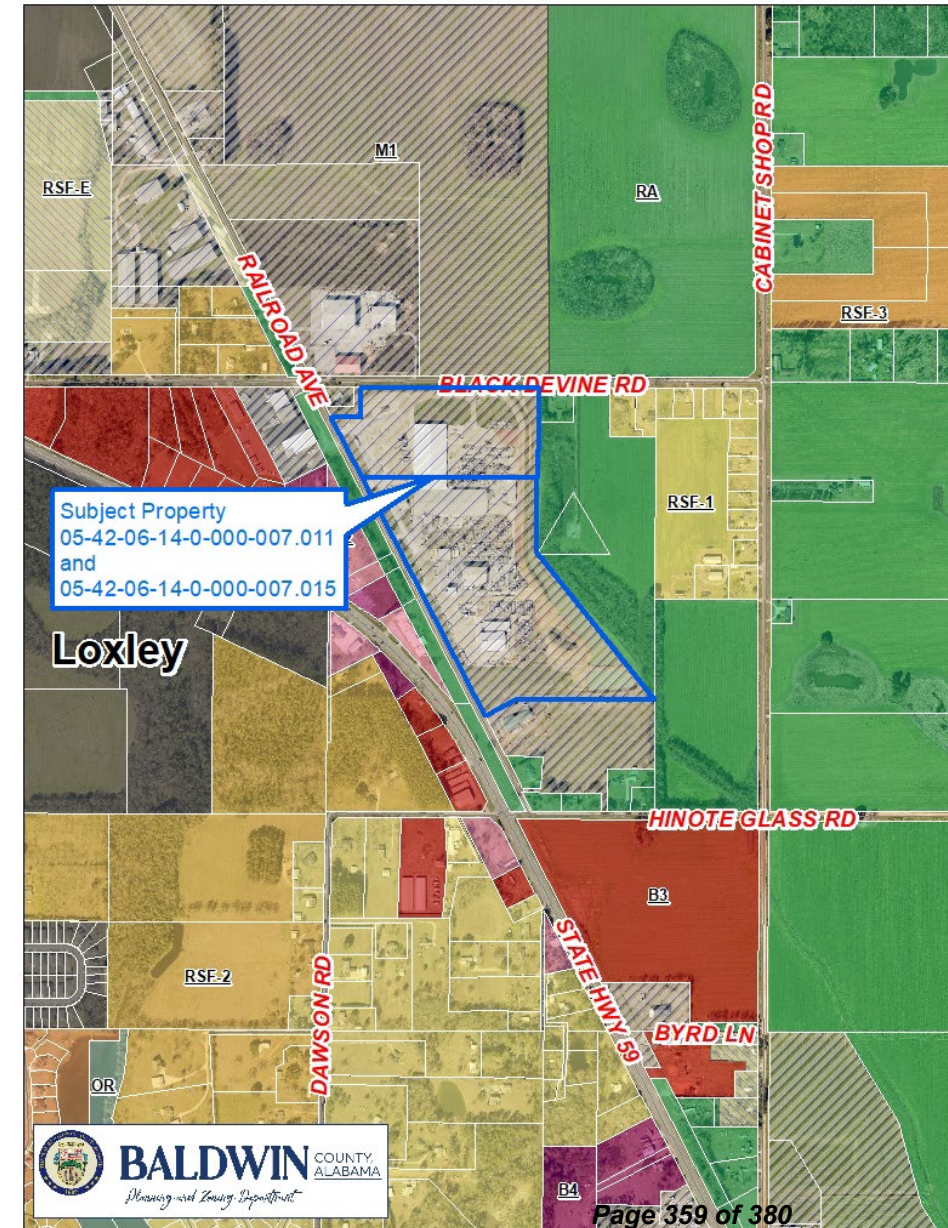 M1
RSF-E
RA
CABINET SHOP RD
RAILROAD AVE
RSF-3
BLACK DEVINE RD
Subject Property
05-42-06-14-0-000-007.011
and
05-42-06-14-0-000-007.015
RSF-1
Loxley
HINOTE GLASS RD
B3
RSF-2
DAWSON RD
STATE HWY 59
BYRD LN
OR
BALDWIN COUNTY, ALABAMA
Planning and Zoning Department
B4
Page 359 of 380